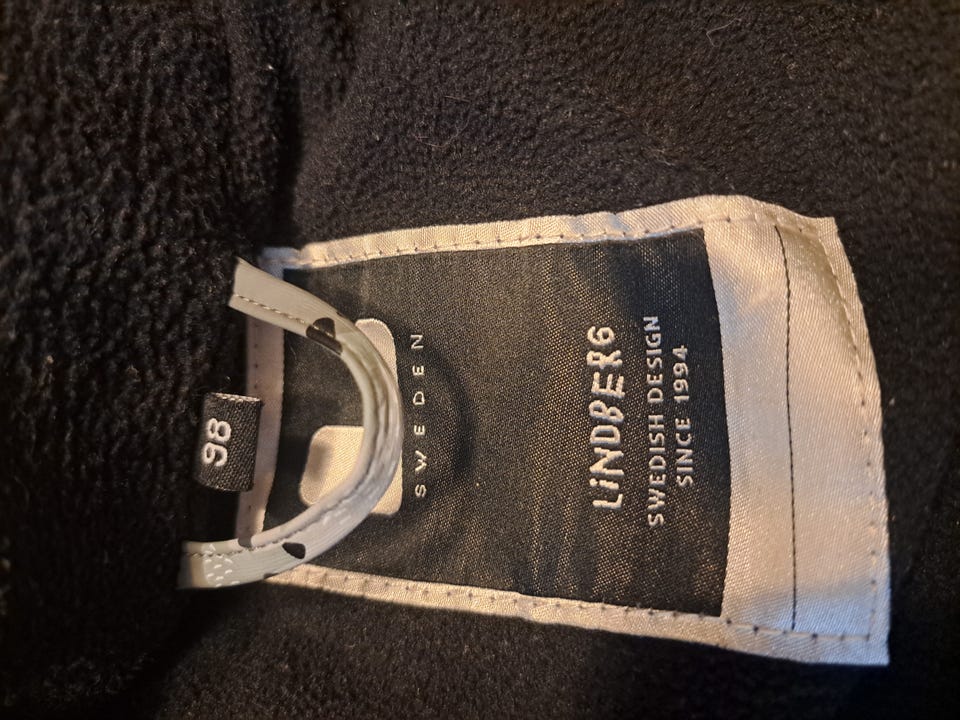 98
SWEDEN
LiNDBERG
SWEDISH DESIGN
SINCE 1994